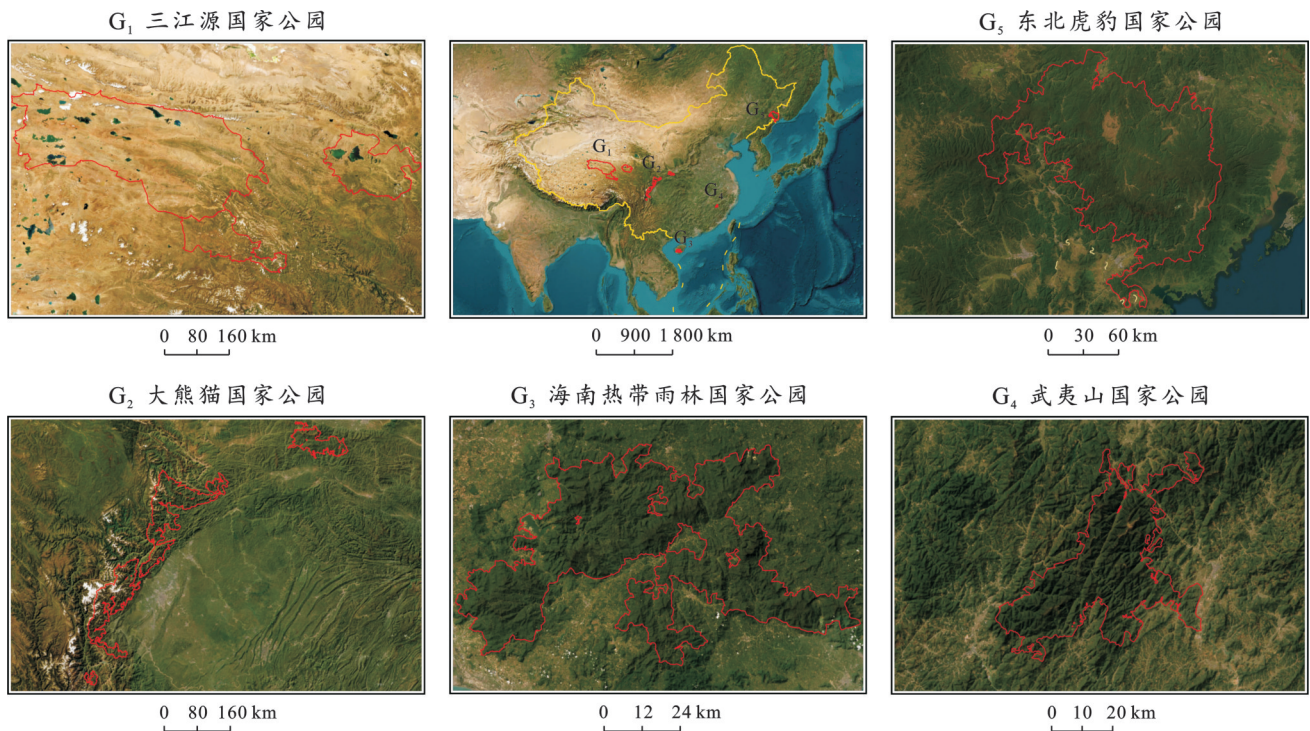 G₁ 三江源国家公园
G₅ 东北虎豹国家公园
G₁
G₂
G₃
G₄
G₅
0 80 160 km
0 900 1 800 km
0 30 60 km
G₂ 大熊猫国家公园
G₃ 海南热带雨林国家公园
G₄ 武夷山国家公园
0 80 160 km
0 12 24 km
0 10 20 km